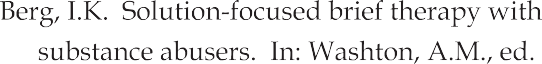 Berg, I.K.  Solution-focused brief therapy with
substance abusers.  In: Washton, A.M., ed.